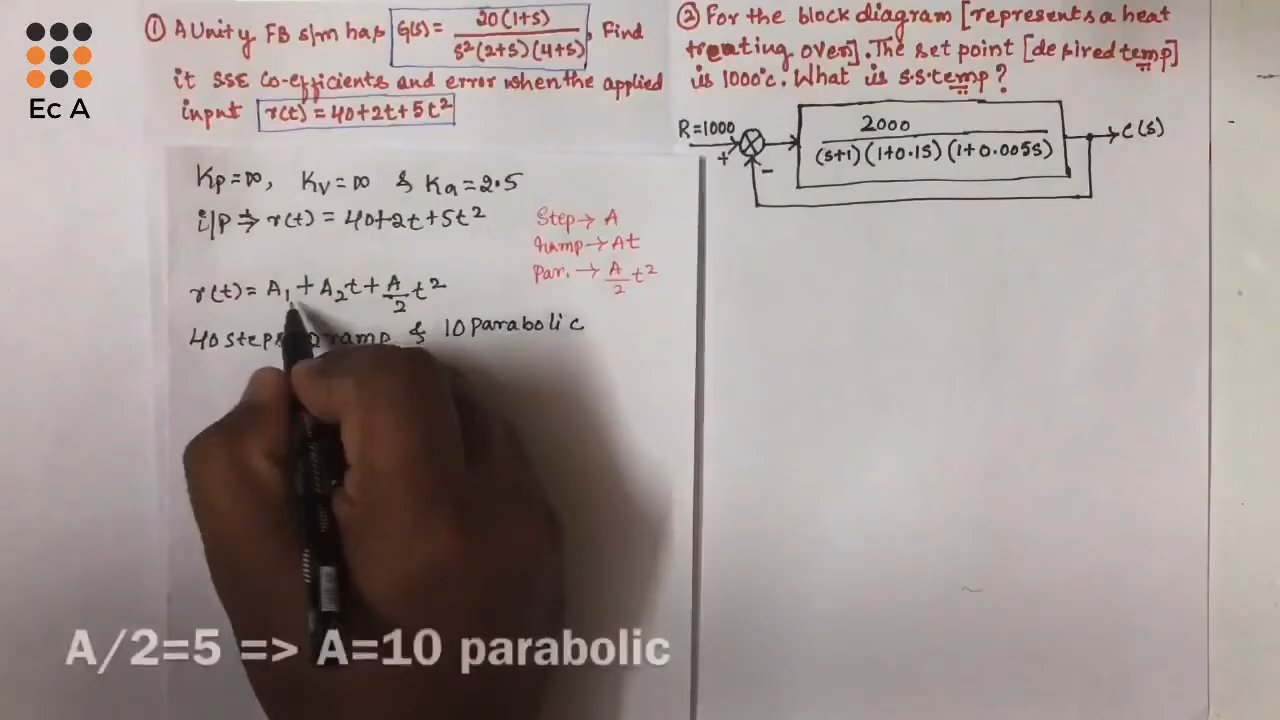 Ec A
① A Unity FB s/m has G(s) = 20(1+s) / s²(2+s)(4+s). Find
it SSE co-efficients and error when the applied
input r(t) = 40+2t+5t²
② For the block diagram [represents a heat
treating oven]. The set point [desired temp]
is 1000°c. What is s.s temp?
R=1000
+
-
2000
(s+1)(1+0.1s)(1+0.005s)
C(s)
Kp=∞, Kv=∞ & Ka=2.5
i/p ⇒ r(t) = 40+2t+5t²
Step → A
ramp → At
Par. → A/2 t²
r(t) = A₁ + A₂t + A/2 t²
40 step ramp & 10 Parabolic
A/2=5 => A=10 parabolic